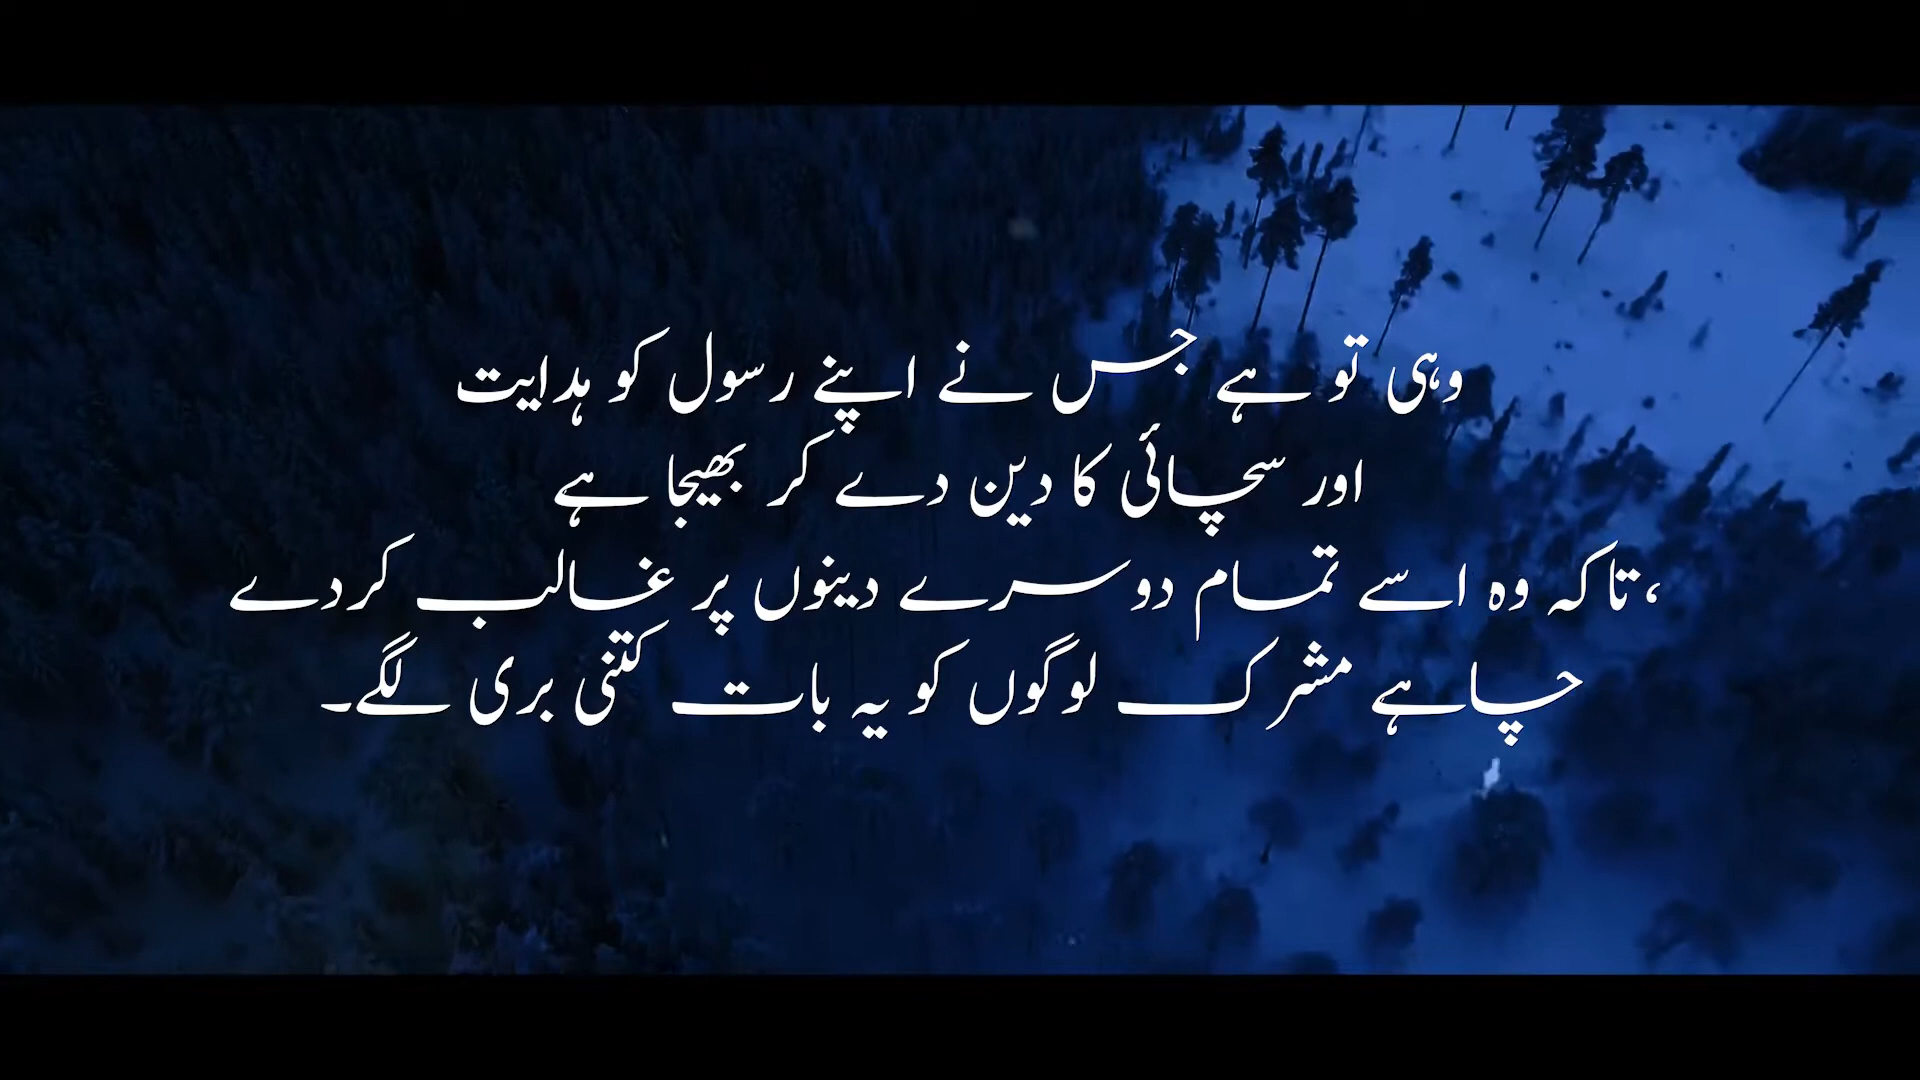 وہی تو ہے جس نے اپنے رسول کو ہدایت
اور سچائی کا دین دے کر بھیجا ہے
،تاکہ وہ اسے تمام دوسرے دینوں پر غالب کردے
چاہے مشرک لوگوں کو یہ بات کتنی بری لگے۔